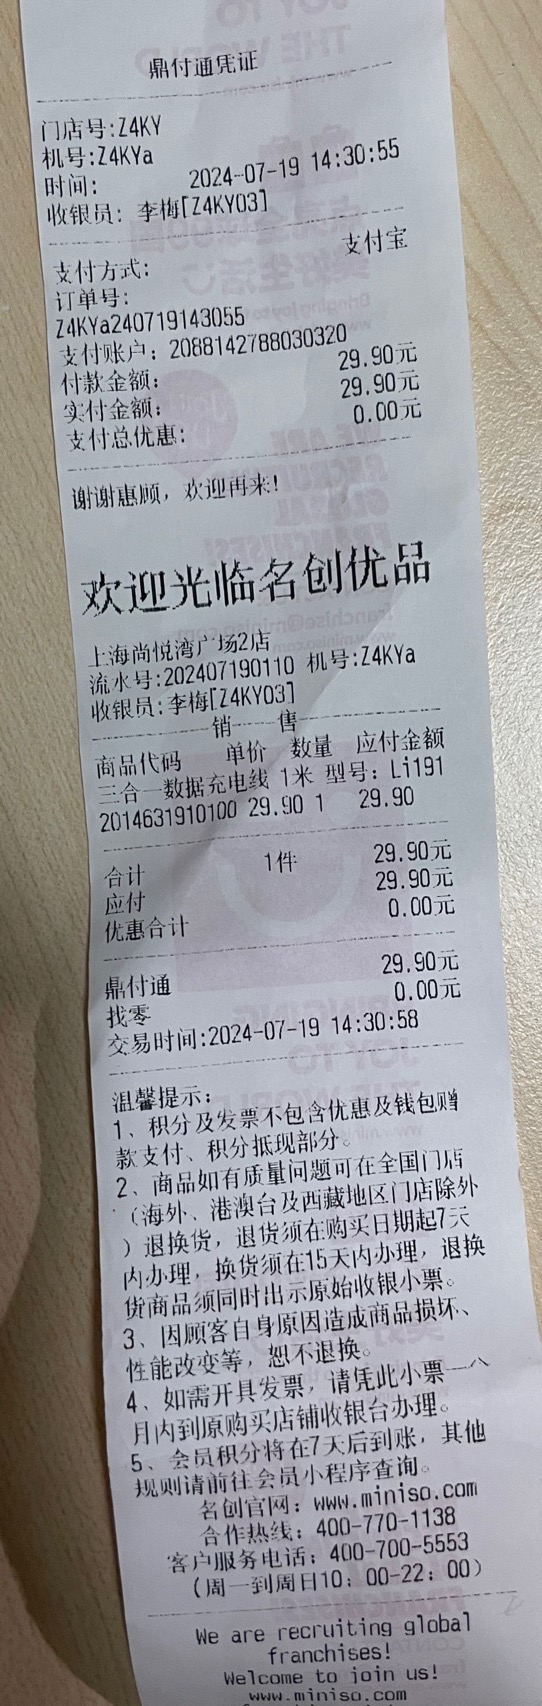 鼎付通凭证
门店号:Z4KY
机号:Z4KYa
时间: 2024-07-19 14:30:55
收银员: 李梅[Z4KY03]
支付方式: 支付宝
订单号:
Z4KYa240719143055
支付账户: 2088142788030320
付款金额: 29.90元
实付金额: 29.90元
支付总优惠: 0.00元
谢谢惠顾, 欢迎再来!
欢迎光临名创优品
上海尚悦湾广场2店
流水号:202407190110 机号:Z4KYa
收银员:李梅[Z4KY03]
销 售
商品代码 单价 数量 应付金额
三合一数据充电线 1米 型号: Li191
2014631910100 29.90 1 29.90
合计 1件 29.90元
应付 29.90元
优惠合计 0.00元
鼎付通 29.90元
找零 0.00元
交易时间:2024-07-19 14:30:58
温馨提示:
1、积分及发票不包含优惠及钱包赠
款支付、积分抵现部分。
2、商品如有质量问题可在全国门店
(海外、港澳台及西藏地区门店除外
)退换货, 退货须在购买日期起7天
内办理, 换货须在15天内办理, 退换
货商品须同时出示原始收银小票。
3、因顾客自身原因造成商品损坏、
性能改变等, 恕不退换。
4、如需开具发票, 请凭此小票一个
月内到原购买店铺收银台办理。
5、会员积分将在7天后到账, 其他
规则请前往会员小程序查询。
名创官网: www.miniso.com
合作热线: 400-770-1138
客户服务电话: 400-700-5553
(周一到周日10: 00-22: 00)
We are recruiting global
franchises!
Welcome to join us!
www.miniso.com